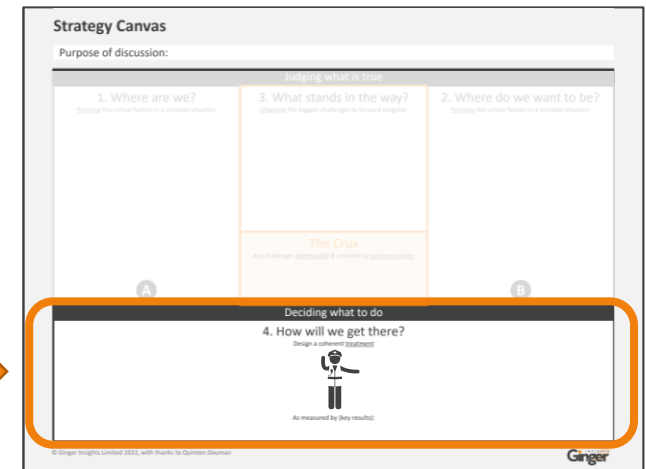 Strategy Canvas
Purpose of discussion:
Judging what is true
1. Where are we?
Perceive the critical factors in a complex situation
3. What stands in the way?
Diagnose the biggest challenges to forward progress.
2. Where do we want to be?
Perceive the critical factors in a complex situation
The Crux
key challenge: addressable & solvable by coherent action.
A
B
Deciding what to do
4. How will we get there?
Design a coherent treatment
As measured by (key results):
© Ginger Insights Limited 2022, with thanks to Quinton Douman
Ginger